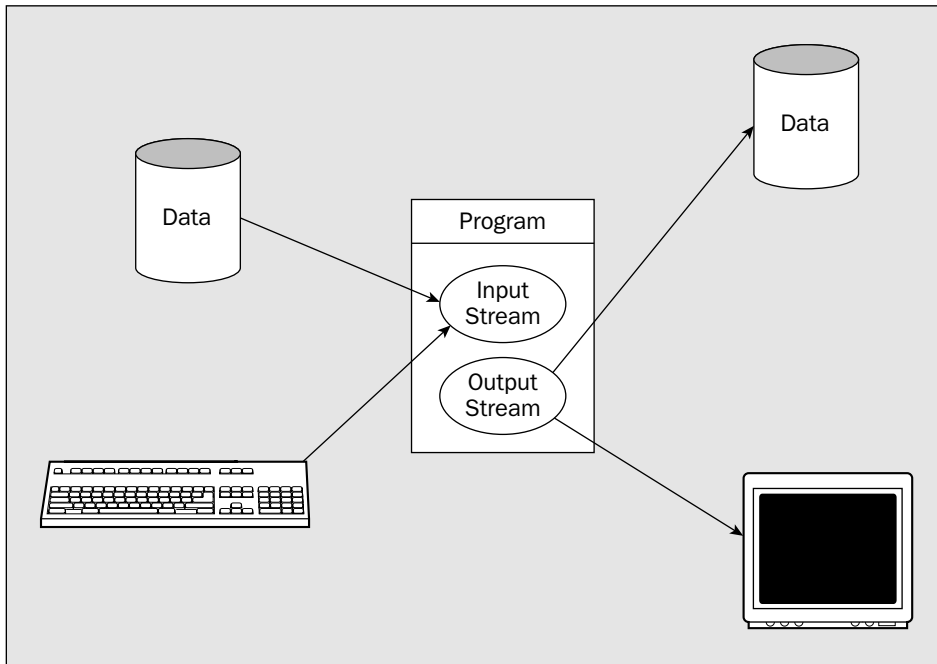 Data
Data
Program
Input
Stream
Output
Stream